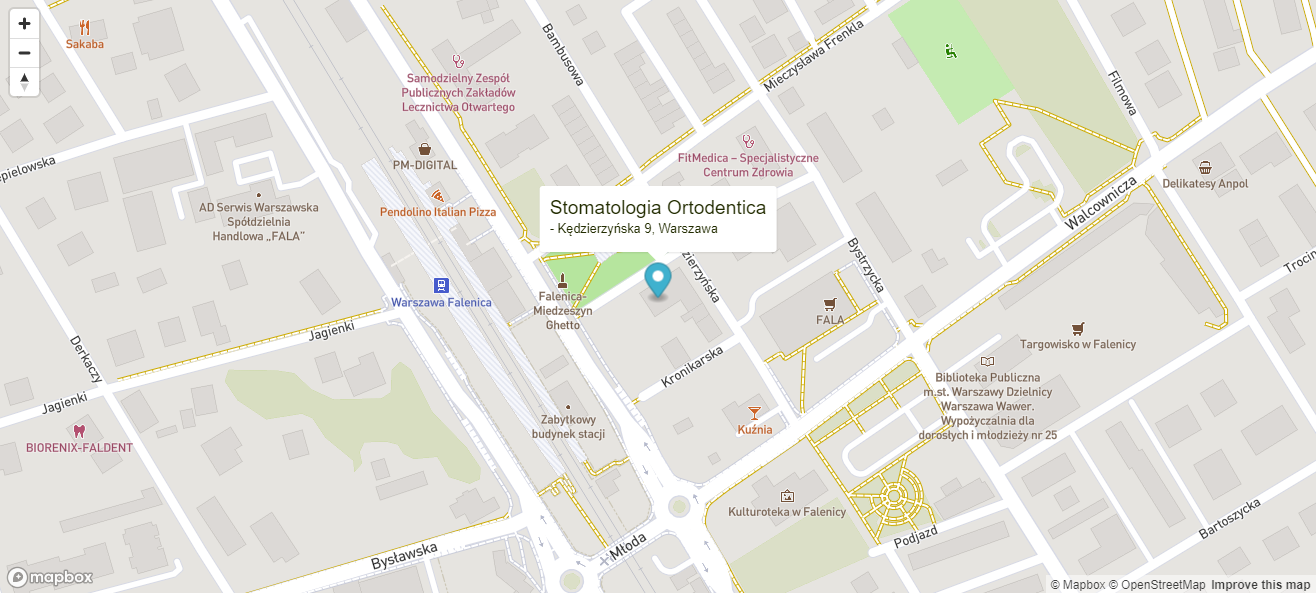 +
−
Sakaba
Bambusowa
Mieczysława Frenkla
Filmowa
Samodzielny Zespół
Publicznych Zakładów
Lecznictwa Otwartego
PM-DIGITAL
FitMedica – Specjalistyczne
Centrum Zdrowia
Delikatesy Anpol
epielowska
AD Serwis Warszawska
Spółdzielnia
Handlowa „FALA”
Pendolino Italian Pizza
Stomatologia Ortodentica
- Kędzierzyńska 9, Warszawa
Walcownicza
Bystrzycka
dzierzyńska
Trocin
Warszawa Falenica
Falenica-
Miedzeszyn
Ghetto
FALA
Jagienki
Derkaczy
Targowisko w Falenicy
Kronikarska
Biblioteka Publiczna
m.st. Warszawy Dzielnicy
Warszawa Wawer.
Wypożyczalnia dla
dorosłych i młodzieży nr 25
Jagienki
BIORENIX-FALDENT
Zabytkowy
budynek stacji
Kuźnia
Kulturoteka w Falenicy
Bartoszycka
Podjazd
Młoda
Bysławska
mapbox
© Mapbox © OpenStreetMap Improve this map